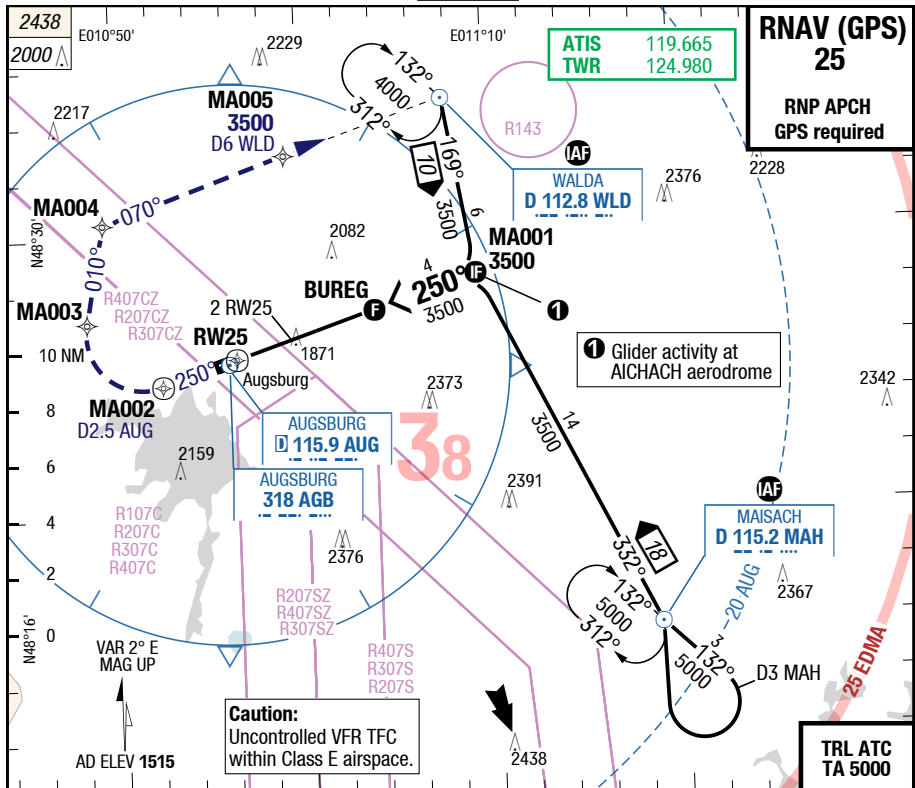 2438
2000
E010°50'
2229
E011°10'
ATIS 119.665
TWR 124.980
RNAV (GPS)
25
RNP APCH
GPS required
2217
MA005
3500
D6 WLD
132°
4000
312°
R143
IAF
WALDA
D 112.8 WLD
2376
2228
10
169°
6
3500
MA004
070°
N48°30'
2082
MA001
3500
IF
010°
R407CZ
R207CZ
R307CZ
BUREG
F
4
250°
3500
1
MA003
2 RW25
RW25
1871
10 NM
250°
Augsburg
1 Glider activity at
AICHACH aerodrome
MA002
D2.5 AUG
2373
2342
8
AUGSBURG
D 115.9 AUG
38
14
3500
2159
6
AUGSBURG
318 AGB
2391
IAF
MAISACH
D 115.2 MAH
R107C
R207C
R307C
R407C
4
2376
18
332°
2
R207SZ
R407SZ
R307SZ
132°
5000
312°
20 AUG
2367
N48°16'
0
VAR 2° E
MAG UP
R407S
R307S
R207S
3
132°
5000
D3 MAH
25 EDMA
Caution:
Uncontrolled VFR TFC
within Class E airspace.
2438
AD ELEV 1515
TRL ATC
TA 5000